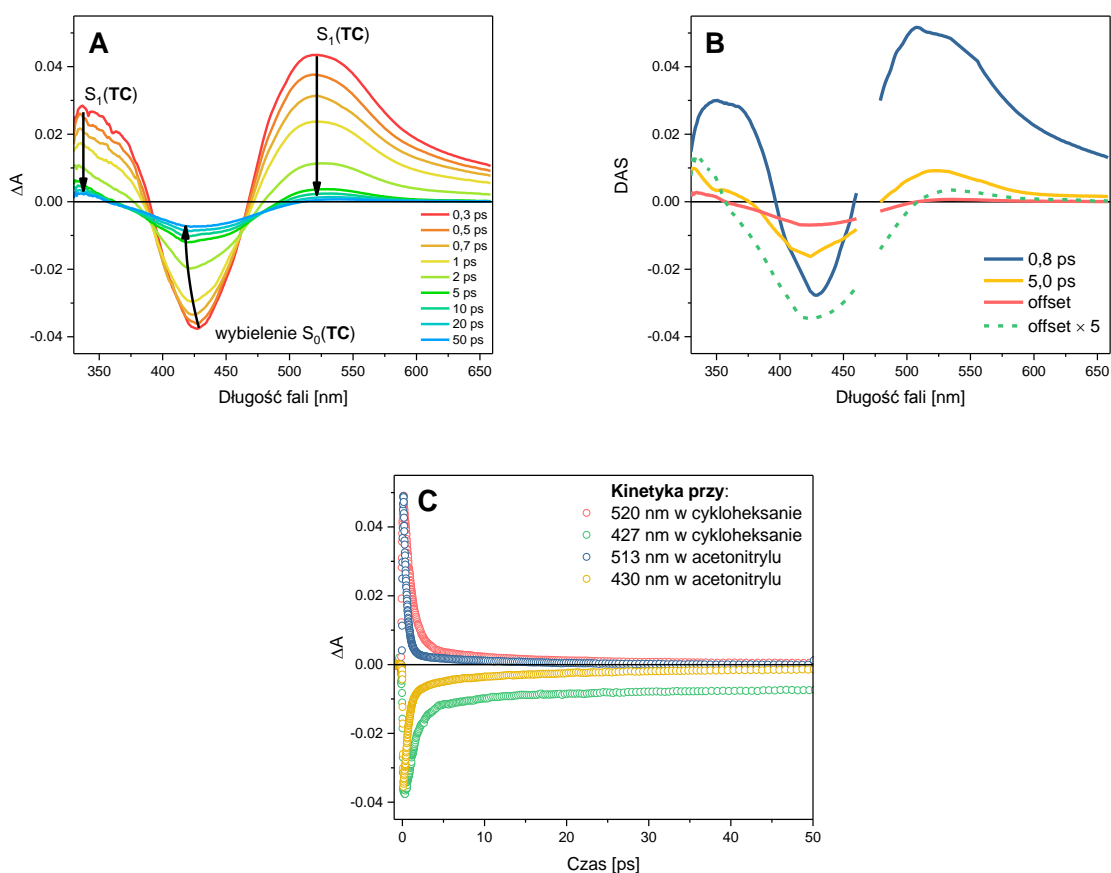 A
S₁(TC)
S₁(TC)
wybielenie S₀(TC)
0,3 ps
0,5 ps
0,7 ps
1 ps
2 ps
5 ps
10 ps
20 ps
50 ps
0.04
0.02
0.00
-0.02
-0.04
ΔA
350 400 450 500 550 600 650
Długość fali [nm]
B
0,8 ps
5,0 ps
offset
offset × 5
0.04
0.02
0.00
-0.02
-0.04
DAS
350 400 450 500 550 600 650
Długość fali [nm]
C
Kinetyka przy:
520 nm w cykloheksanie
427 nm w cykloheksanie
513 nm w acetonitrylu
430 nm w acetonitrylu
0.04
0.02
0.00
-0.02
-0.04
ΔA
0 10 20 30 40 50
Czas [ps]